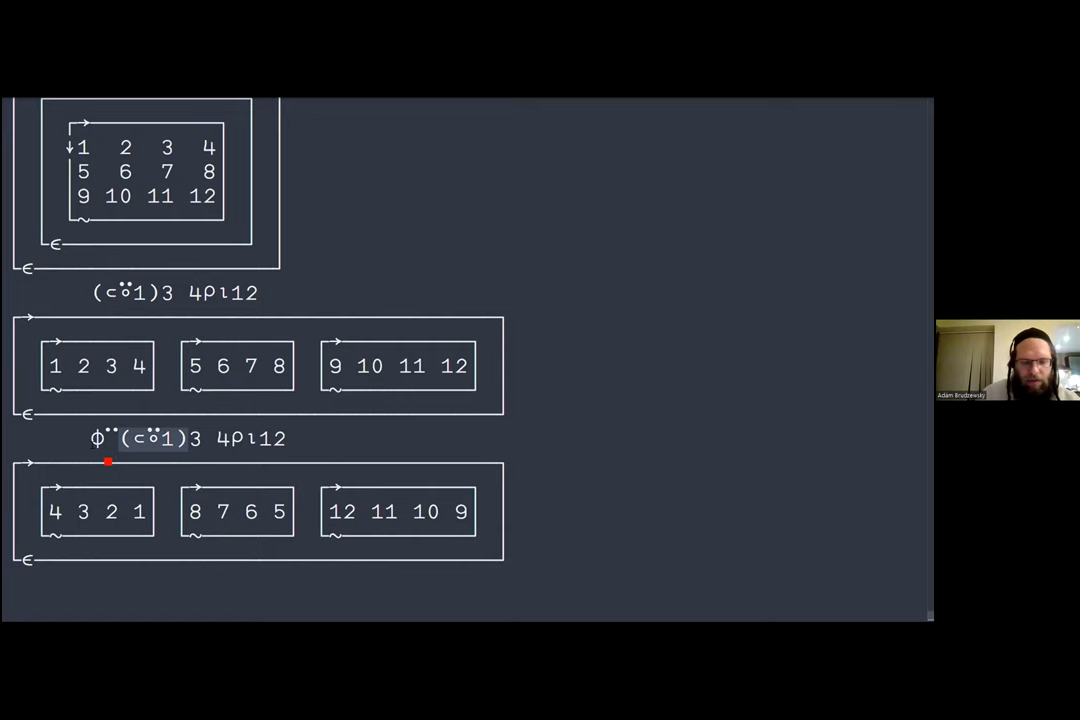 1 2 3 4
5 6 7 8
9 10 11 12
~
∊
∊
(⊂⍤1)3 4⍴⍳12
1 2 3 4 5 6 7 8 9 10 11 12
~ ~ ~
∊
⌽¨(⊂⍤1)3 4⍴⍳12
4 3 2 1 8 7 6 5 12 11 10 9
~ ~ ~
∊
Adám Brudzewsky